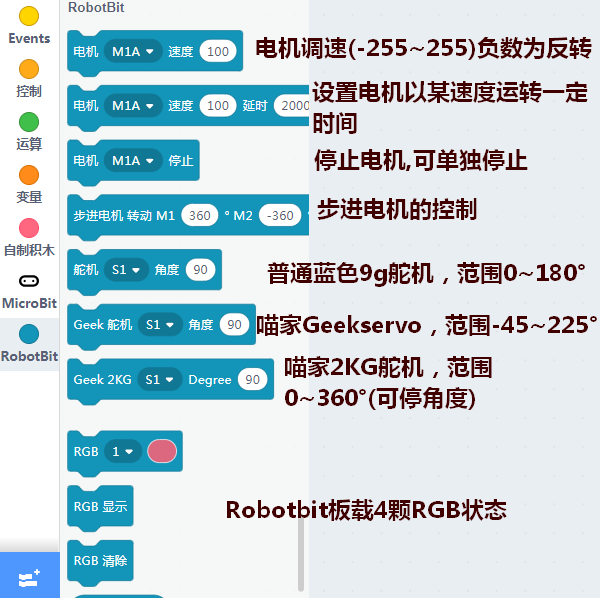 RobotBit
Events
控制
运算
变量
自制积木
MicroBit
RobotBit
电机 M1A 速度 100
电机调速(-255~255)负数为反转
电机 M1A 速度 100 延时 2000
设置电机以某速度运转一定
时间
电机 M1A 停止
停止电机,可单独停止
步进电机 转动 M1 360 ° M2 -360 °
步进电机的控制
舵机 S1 角度 90
普通蓝色9g舵机，范围0~180°
Geek 舵机 S1 角度 90
喵家Geekservo，范围-45~225°
Geek 2KG S1 Degree 90
喵家2KG舵机，范围
0~360°(可停角度)
RGB 1
RGB 显示
Robotbit板载4颗RGB状态
RGB 清除